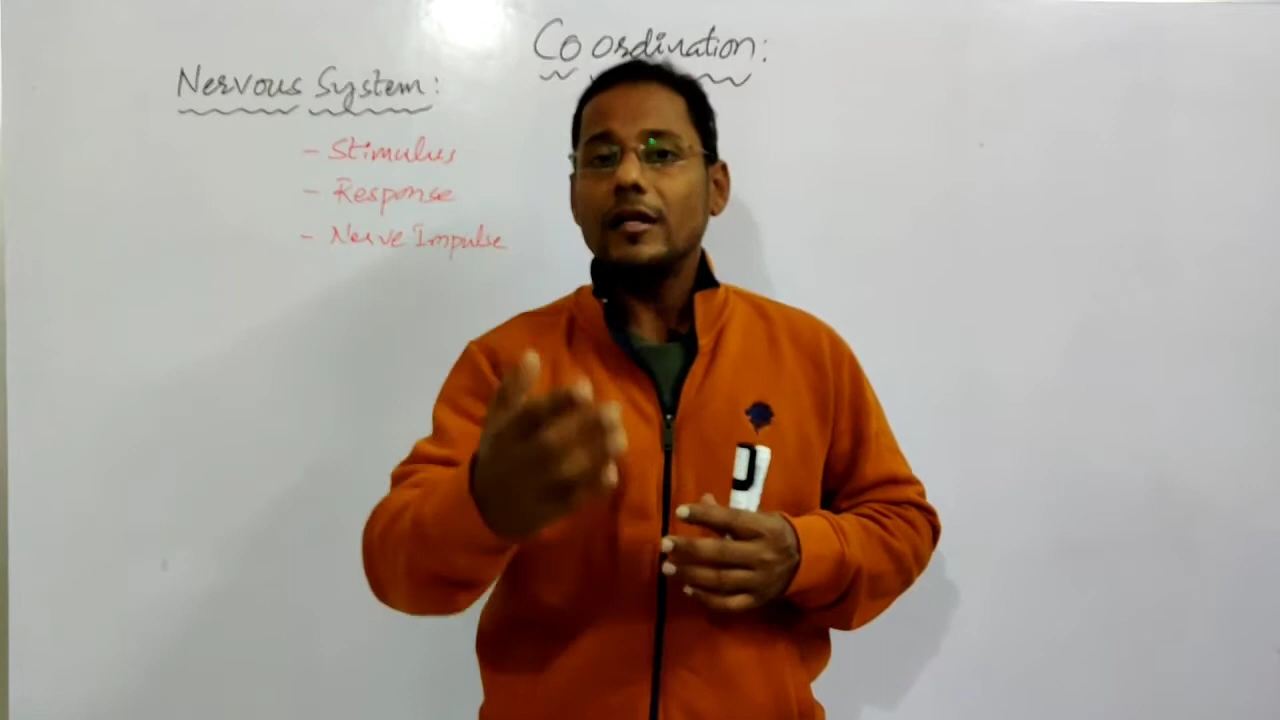 Coordination:
Nervous System:
- Stimulus
- Response
- Nerve Impulse